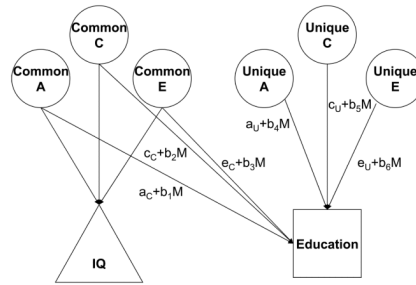 Common
A
Common
C
Common
E
Unique
A
Unique
C
Unique
E
a_U+b_4M
c_U+b_5M
e_U+b_6M
c_C+b_2M
e_C+b_3M
a_C+b_1M
IQ
Education